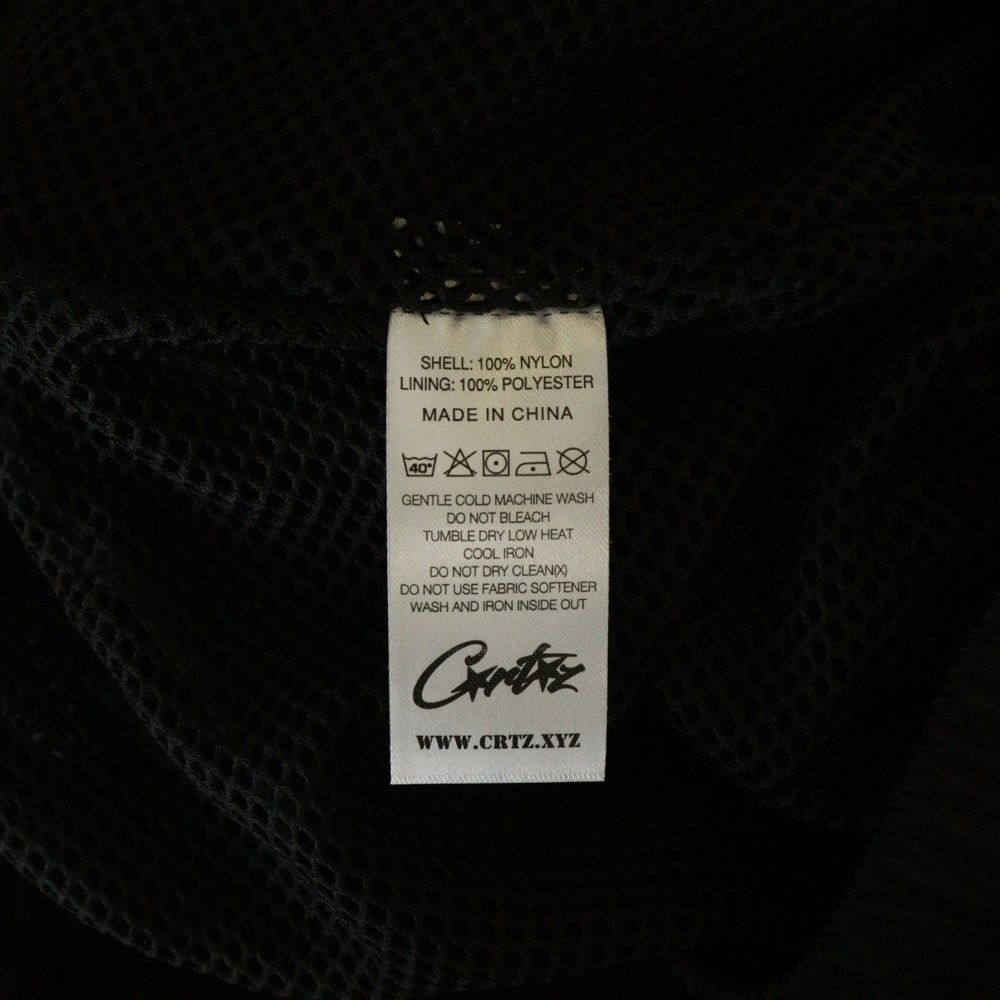 SHELL: 100% NYLON
LINING: 100% POLYESTER
MADE IN CHINA
40°
GENTLE COLD MACHINE WASH
DO NOT BLEACH
TUMBLE DRY LOW HEAT
COOL IRON
DO NOT DRY CLEAN(X)
DO NOT USE FABRIC SOFTENER
WASH AND IRON INSIDE OUT
Crtz
WWW.CRTZ.XYZ